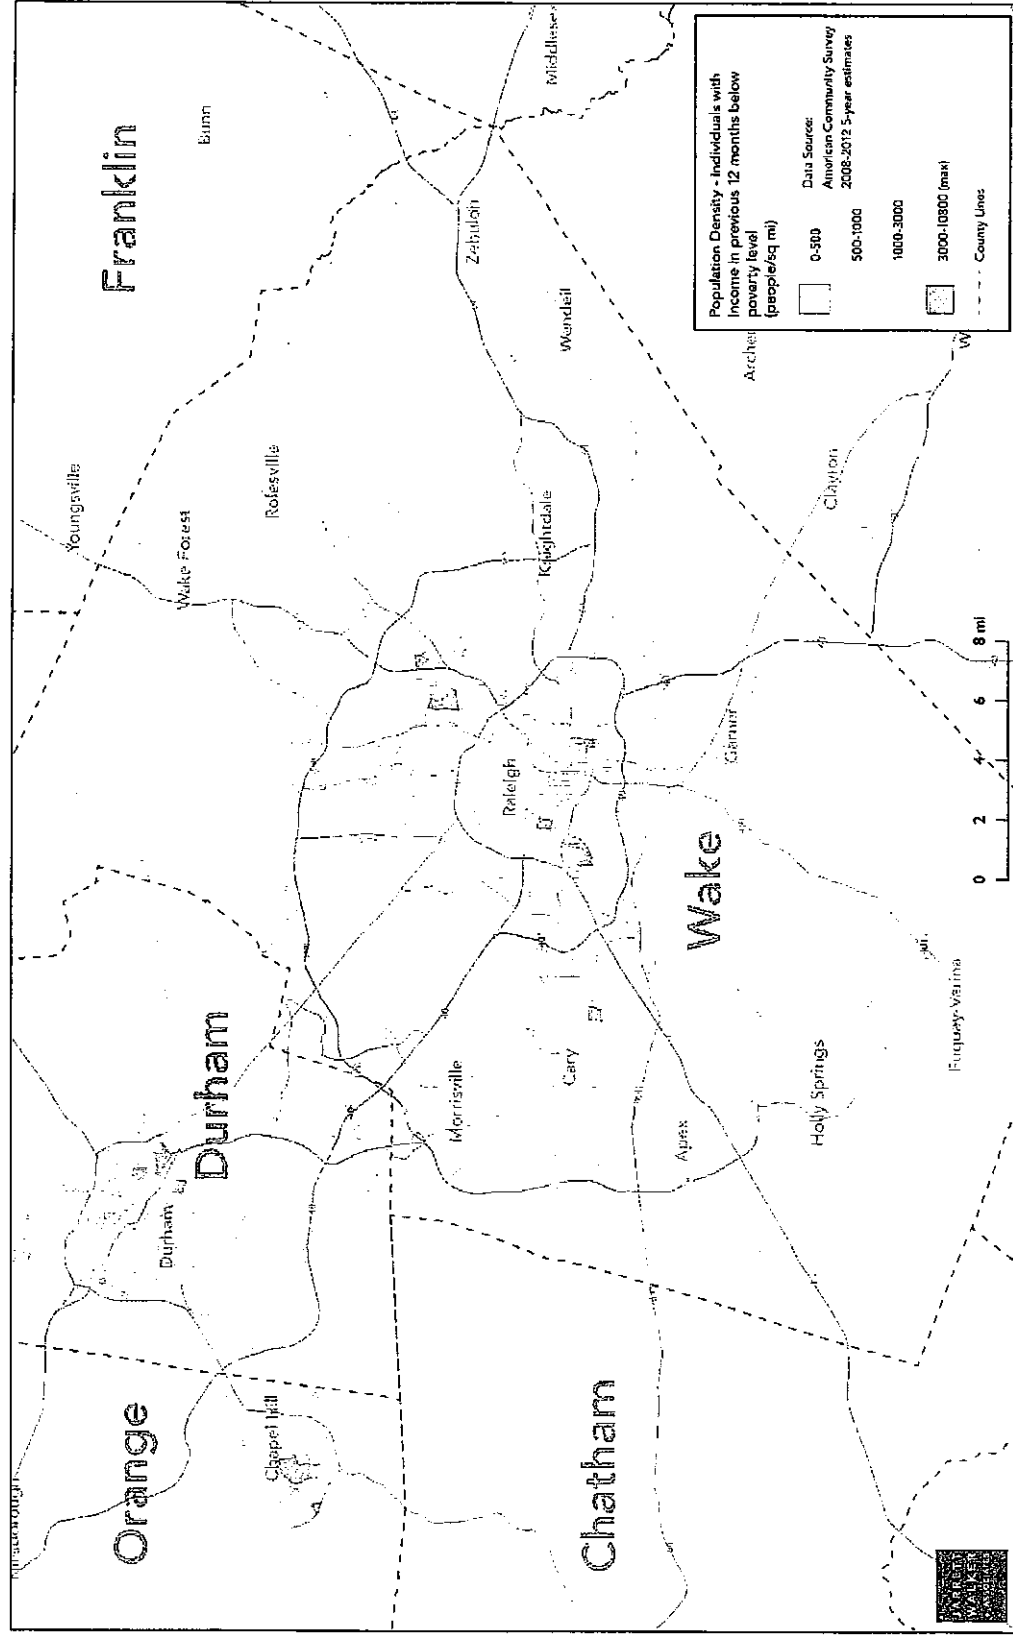 Population Density - Individuals with
Income in previous 12 months below
poverty level
(people/sq mi)
0-500
500-1000
1000-3000
3000-10800 (max)
County Lines
Data Source:
American Community Survey
2008-2012 5-year estimates
Orange
Durham
Franklin
Chatham
Wake
Chapel Hill
Durham
Morrisville
Cary
Apex
Holly Springs
Fuquay-Varina
Raleigh
Garner
Wake Forest
Youngsville
Rolesville
Knightdale
Wendell
Zebulon
Bunn
Clayton
Archer
W
Middlesex
0 2 4 6 8 mi
JARRETT
WALKER